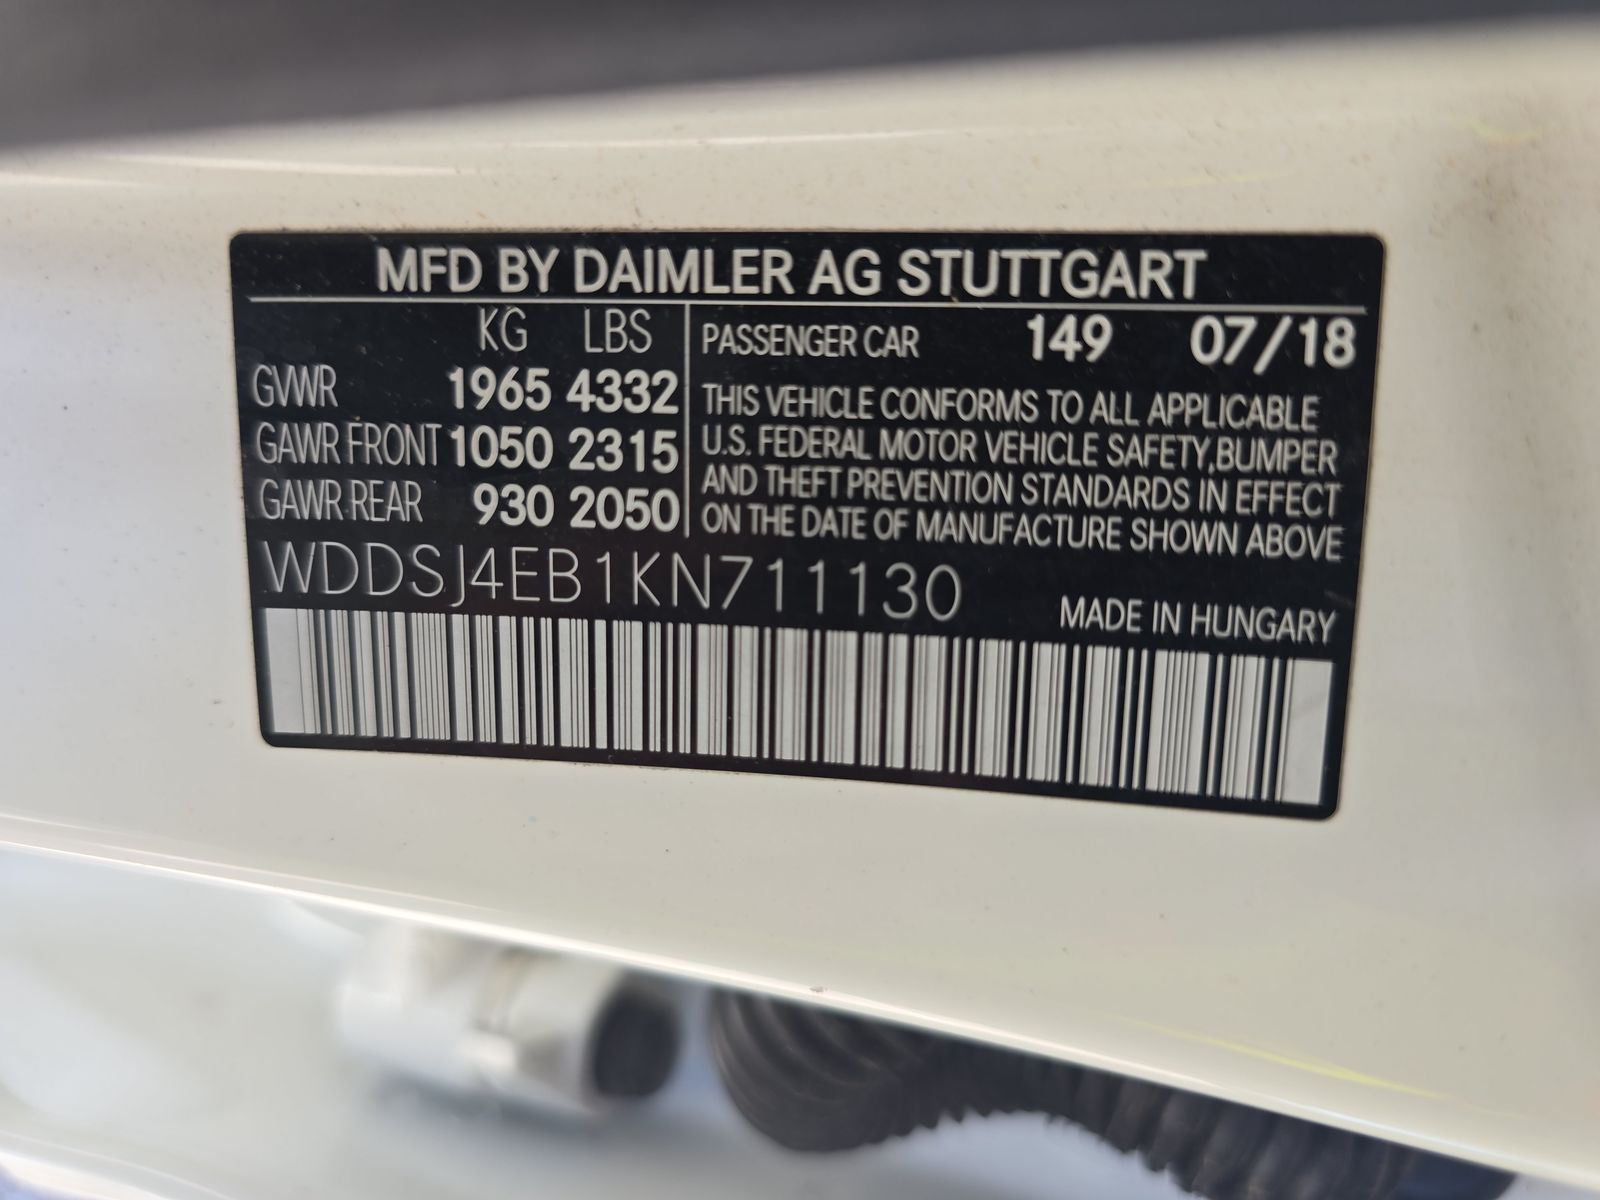 MFD BY DAIMLER AG STUTTGART
KG LBS
GVWR 1965 4332
GAWR FRONT 1050 2315
GAWR REAR 930 2050
PASSENGER CAR 149 07/18
THIS VEHICLE CONFORMS TO ALL APPLICABLE
U.S. FEDERAL MOTOR VEHICLE SAFETY, BUMPER
AND THEFT PREVENTION STANDARDS IN EFFECT
ON THE DATE OF MANUFACTURE SHOWN ABOVE
WDDSJ4EB1KN711130
MADE IN HUNGARY